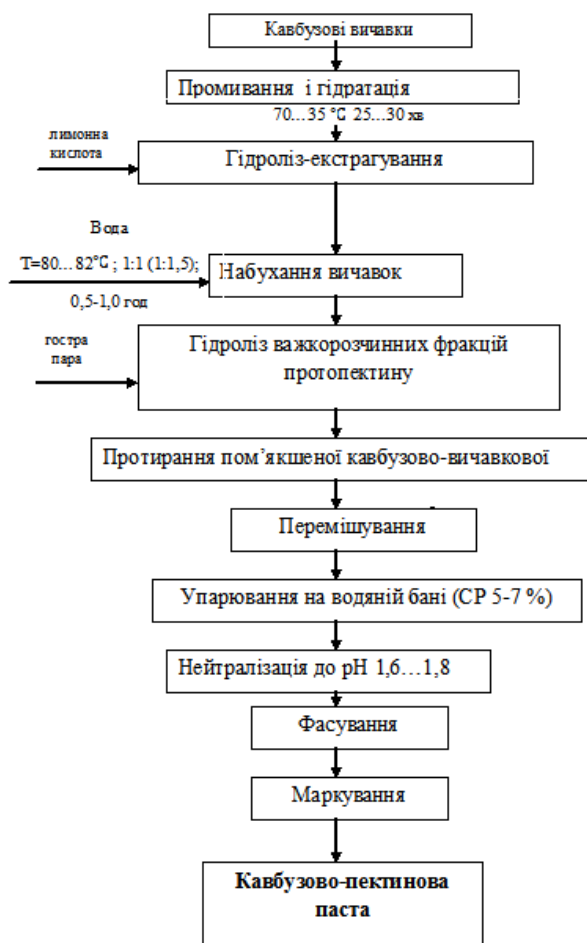 Кавбузові вичавки
Промивання і гідратація
70...35 °С 25...30 хв
лимонна
кислота
Гідроліз-екстрагування
Вода
Т=80... 82°С ; 1:1 (1:1,5);
0,5-1,0 год
Набухання вичавок
гостра
пара
Гідроліз важкорозчинних фракцій
протопектину
Протирання пом’якшеної кавбузово-вичавкової
Перемішування
Упарювання на водяній бані (СР 5-7 %)
Нейтралізація до рН 1,6…1,8
Фасування
Маркування
Кавбузово-пектинова
паста